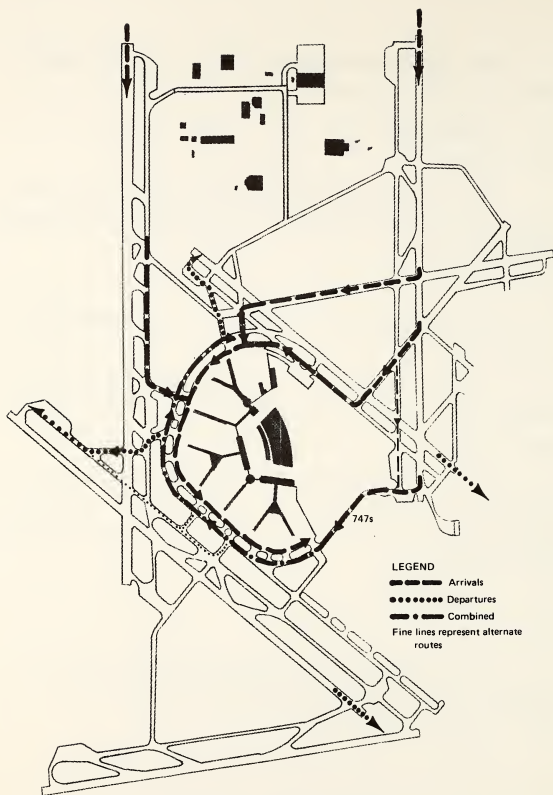 747s
LEGEND
Arrivals
Departures
Combined
Fine lines represent alternate
routes